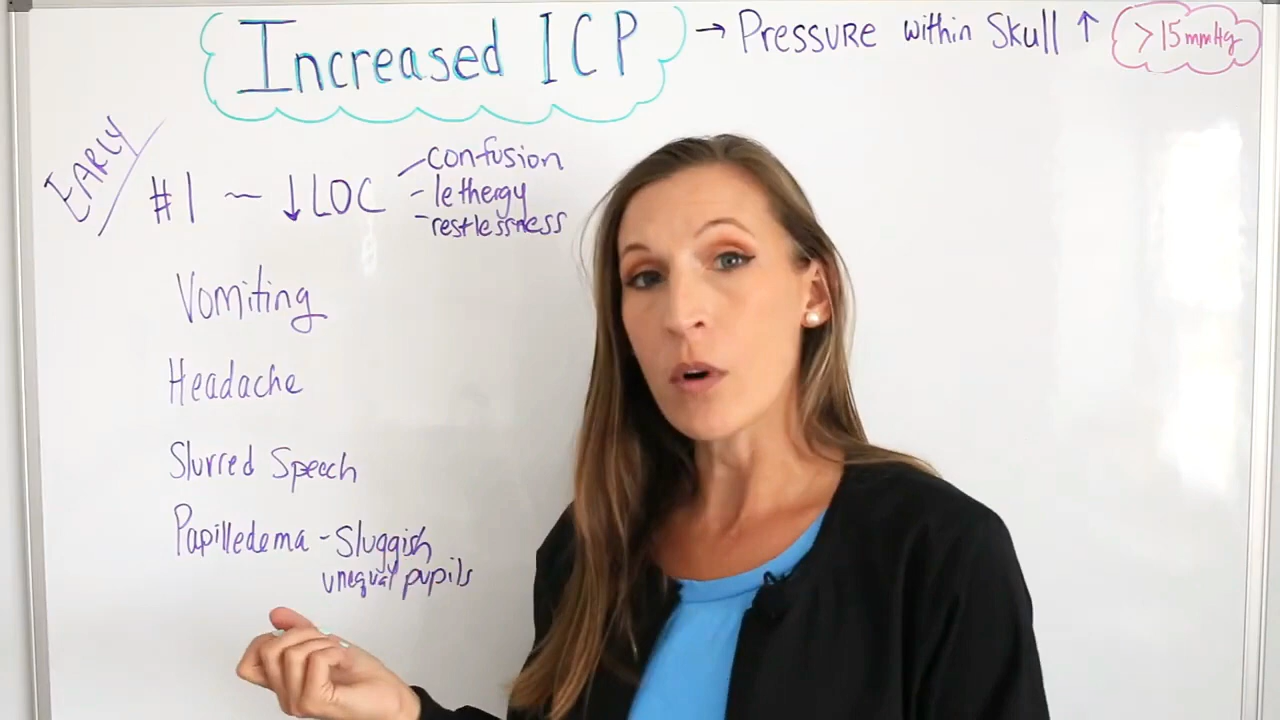 Increased ICP → Pressure within Skull ↑ >15 mmHg
EARLY
#1 ~ ↓LOC
- confusion
- lethergy
- restlessness
Vomiting
Headache
Slurred Speech
Papilledema - Sluggish
unequal pupils